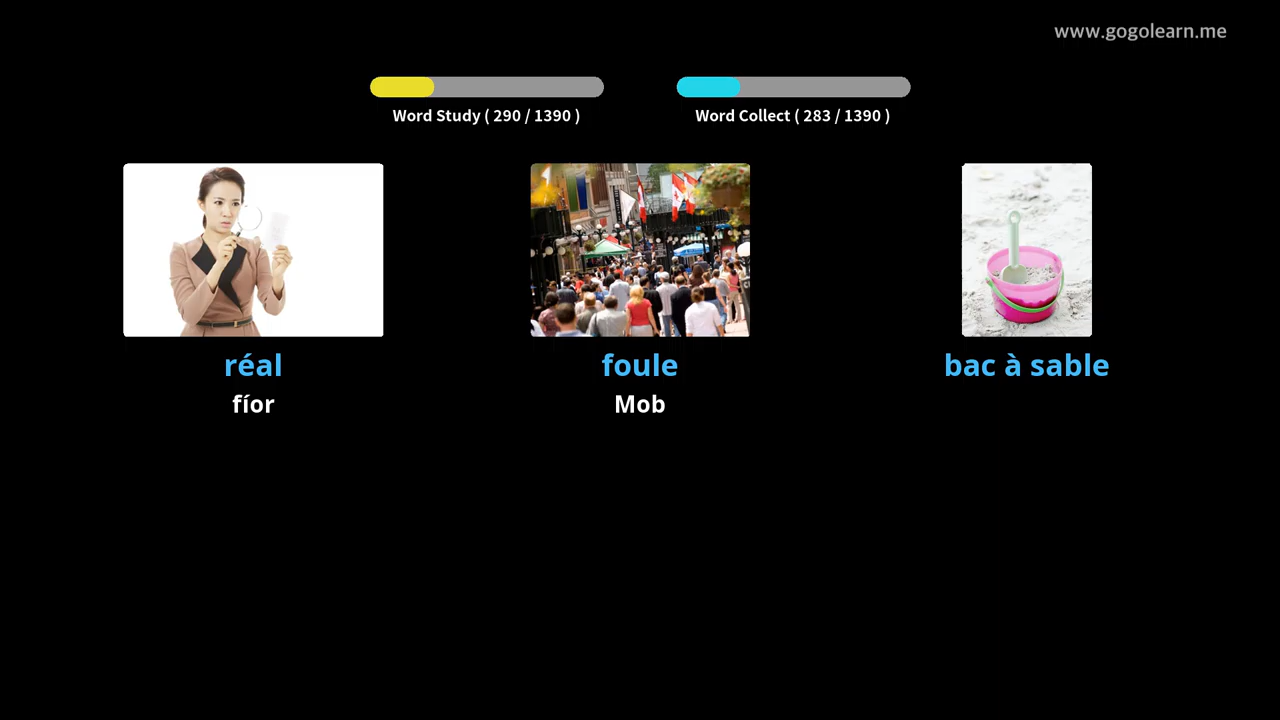 www.gogolearn.me
Word Study ( 290 / 1390 )
Word Collect ( 283 / 1390 )
réal
foule
bac à sable
fíor
Mob